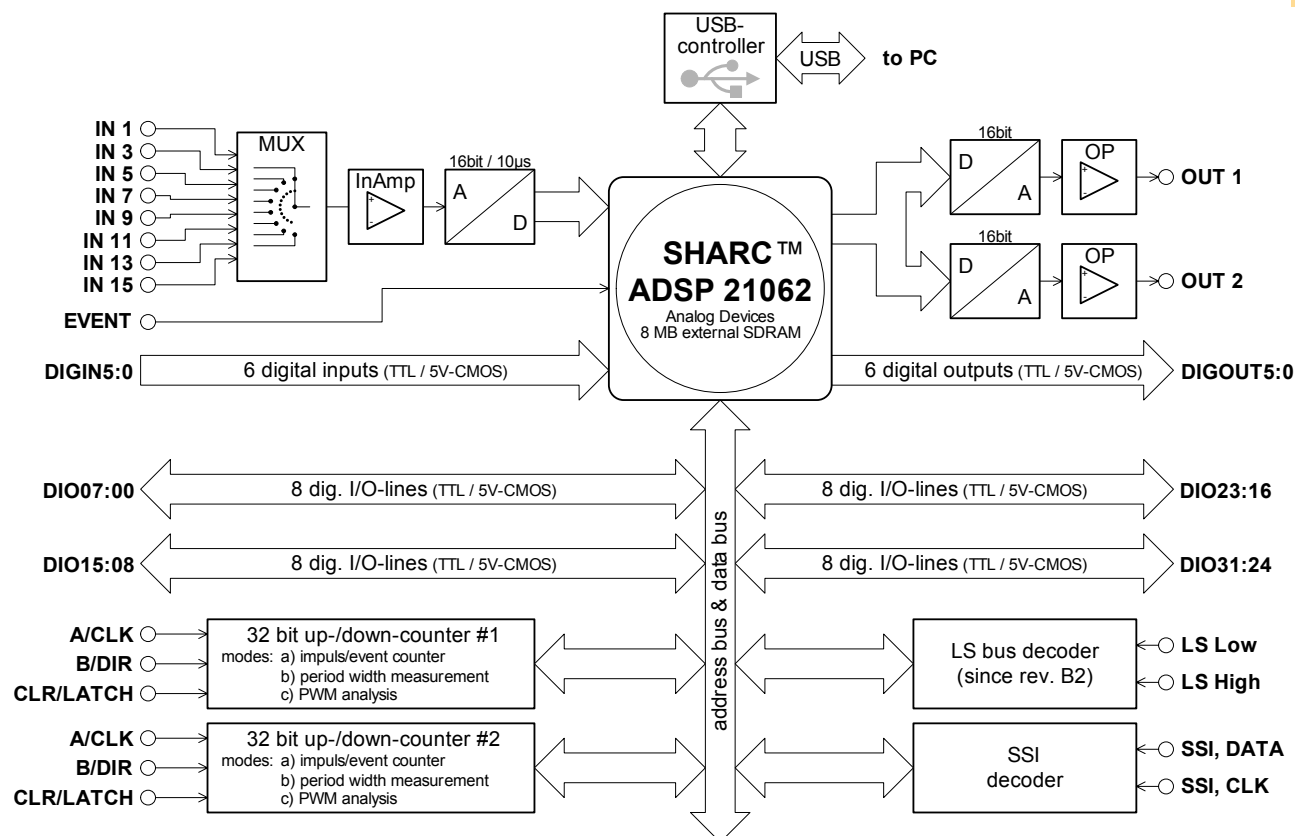 USB-
controller
USB
to PC
IN 1
IN 3
IN 5
IN 7
IN 9
IN 11
IN 13
IN 15
MUX
InAmp
16bit / 10µs
A
D
EVENT
DIGIN5:0
6 digital inputs (TTL / 5V-CMOS)
SHARC™
ADSP 21062
Analog Devices
8 MB external SDRAM
16bit
D
A
OP
OUT 1
16bit
D
A
OP
OUT 2
6 digital outputs (TTL / 5V-CMOS)
DIGOUT5:0
DIO07:00
8 dig. I/O-lines (TTL / 5V-CMOS)
8 dig. I/O-lines (TTL / 5V-CMOS)
DIO23:16
DIO15:08
8 dig. I/O-lines (TTL / 5V-CMOS)
8 dig. I/O-lines (TTL / 5V-CMOS)
DIO31:24
address bus & data bus
A/CLK
B/DIR
CLR/LATCH
32 bit up-/down-counter #1
modes: a) impuls/event counter
b) period width measurement
c) PWM analysis
LS bus decoder
(since rev. B2)
LS Low
LS High
A/CLK
B/DIR
CLR/LATCH
32 bit up-/down-counter #2
modes: a) impuls/event counter
b) period width measurement
c) PWM analysis
SSI
decoder
SSI, DATA
SSI, CLK